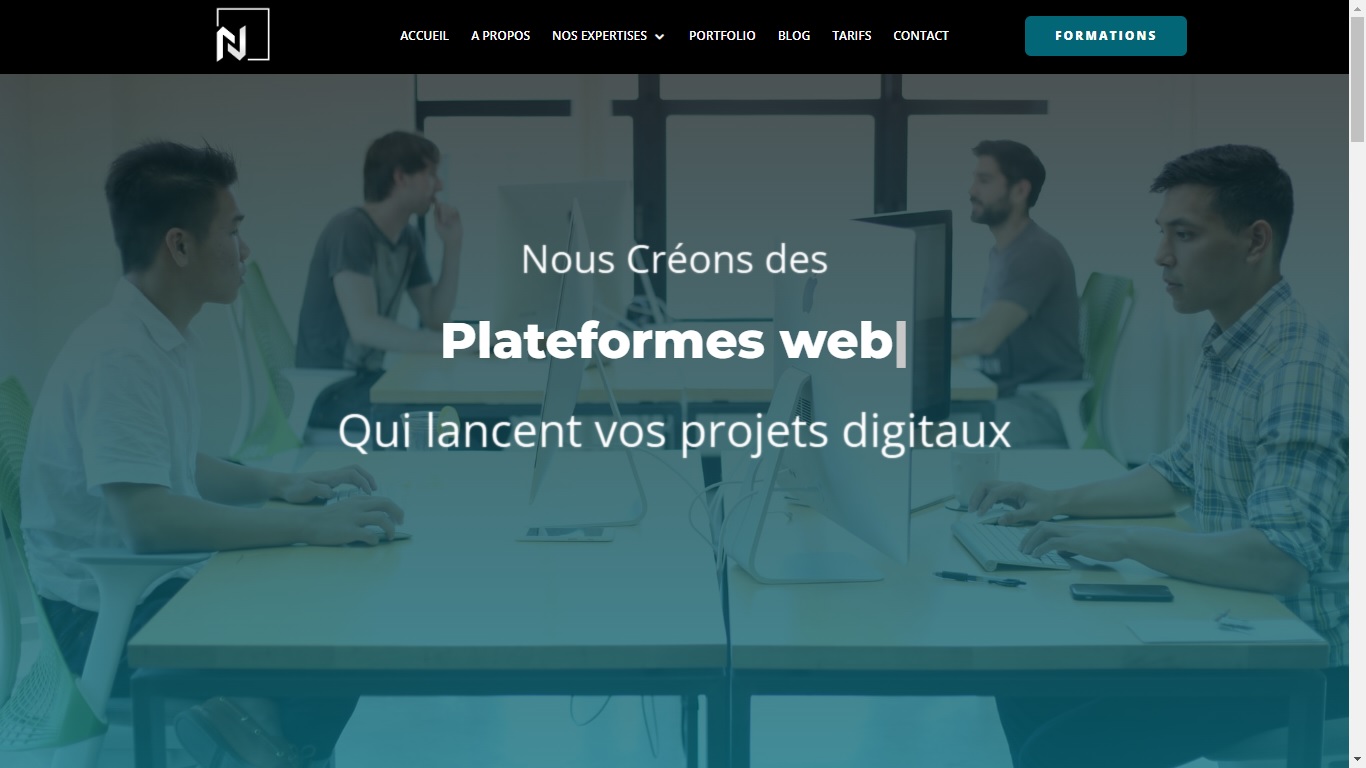 N
ACCUEIL
A PROPOS
NOS EXPERTISES
PORTFOLIO
BLOG
TARIFS
CONTACT
FORMATIONS
Nous Créons des
Plateformes web|
Qui lancent vos projets digitaux